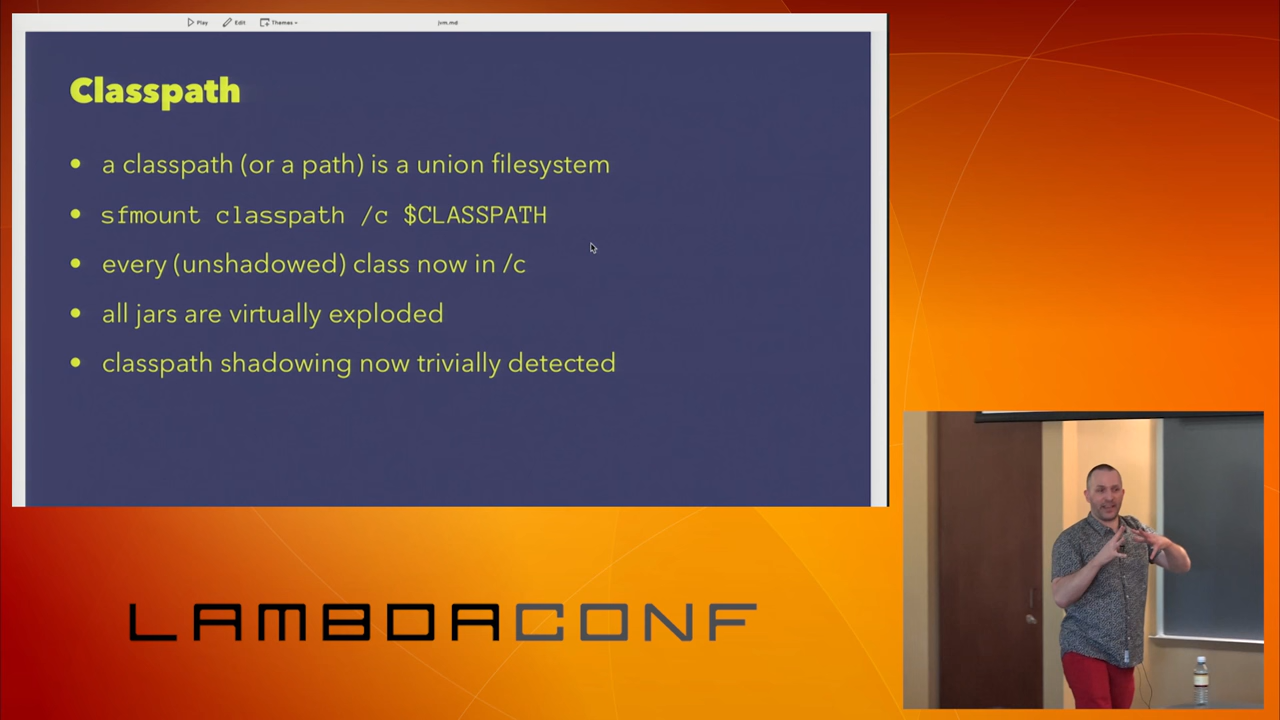 Play Edit Themes jvm.md
Classpath
• a classpath (or a path) is a union filesystem
• sfmount classpath /c $CLASSPATH
• every (unshadowed) class now in /c
• all jars are virtually exploded
• classpath shadowing now trivially detected
LAMBDACONF